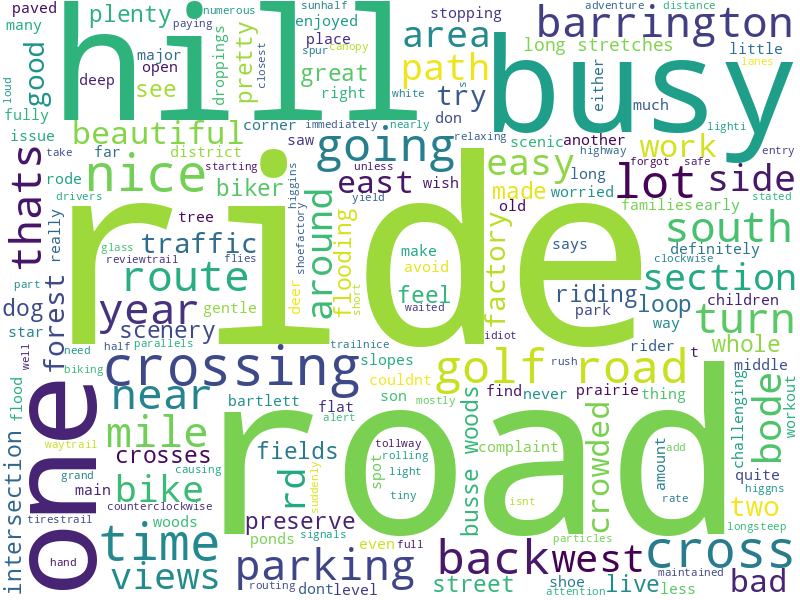 paved
numerous
sunhalf
adventure
distance
many
plenty
paying
spur
enjoyed
stopping
barrington
hill
place
area
long stretches
major
open
canopy
path
busy
little
loud
good
deep
see
droppings
pretty
closest
great
right
white
try
either
much
lanes
fully
issue
beautiful
corner
immediately
nearly
don
s
relaxing
scenic
another
lighti
work
take
far
district
saw
going
unless
easy
highway
forgot
safe
entry
thats
nice
rode
starting
biker
higgins
east
wish
made
long
worried
lot
side
stated
drivers
really
tree
around
yield
old
families
early
south
ride
glass
traffic
shoefactory
flooding
make
factory
says
definitely
reviewtrail
flies
avoid
clockwise
part
forest
route
deer
short
feel
riding
loop
section
dog
year
gentle
waited
park
children
turn
star
scenery
idiot
way
half
parallels
trailnice
rush
rider
t
whole
well
need
crossing
slopes
golf road
biking
near
bartlett
flat
couldnt
son
mostly
find
never
prairie
thing
middle
bode
workout
one
flood
mile
alert
road
busse woods
complaint
crowded
challenging
waytrail
crosses
fields
suddenly
spot
tollway
rolling
light
amount
add
quite
intersection
grand
main
bike
causing
rd
tiny
isnt
rate
higgns
two
tirestrail
counterclockwise
preserve
longsteep
woods
ponds
signals
even
full
particles
hand
time
views
parking
routing
dont
level
back
west
street
shoe
attention
live
maintained
less
cross
bad